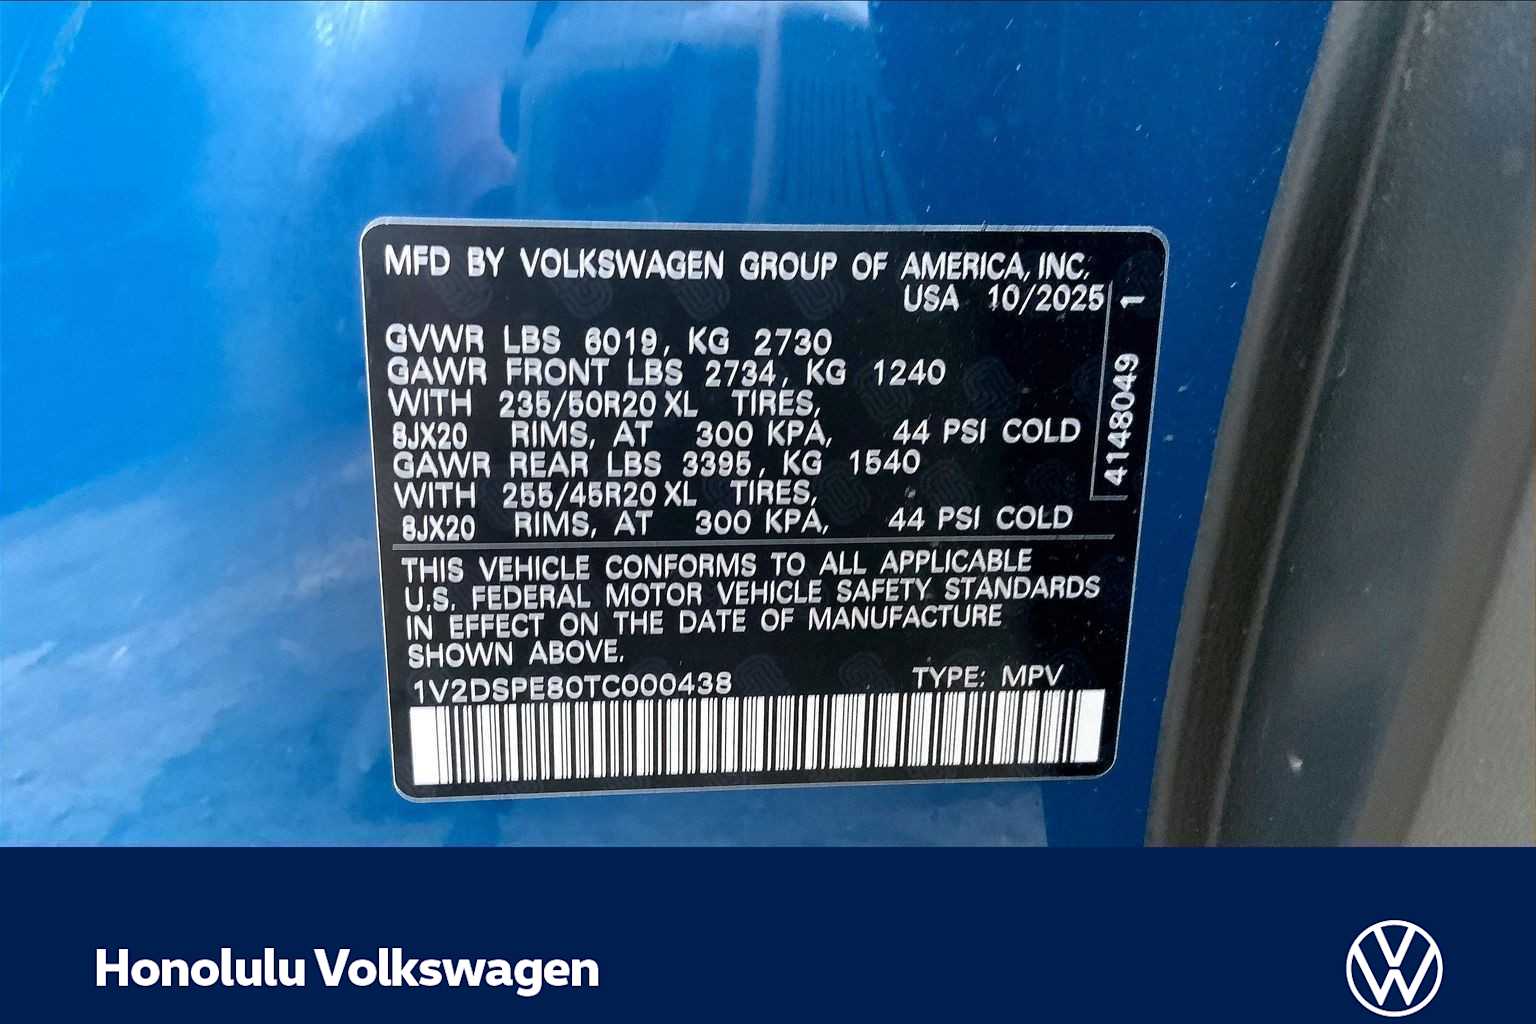 MFD BY VOLKSWAGEN GROUP OF AMERICA, INC.
USA 10/2025
1
4148049
GVWR LBS 6019, KG 2730
GAWR FRONT LBS 2734, KG 1240
WITH 235/50R20 XL TIRES,
8JX20 RIMS, AT 300 KPA, 44 PSI COLD
GAWR REAR LBS 3395, KG 1540
WITH 255/45R20 XL TIRES,
8JX20 RIMS, AT 300 KPA, 44 PSI COLD
THIS VEHICLE CONFORMS TO ALL APPLICABLE
U.S. FEDERAL MOTOR VEHICLE SAFETY STANDARDS
IN EFFECT ON THE DATE OF MANUFACTURE
SHOWN ABOVE.
1V2DSPE80TC000438 TYPE: MPV
Honolulu Volkswagen